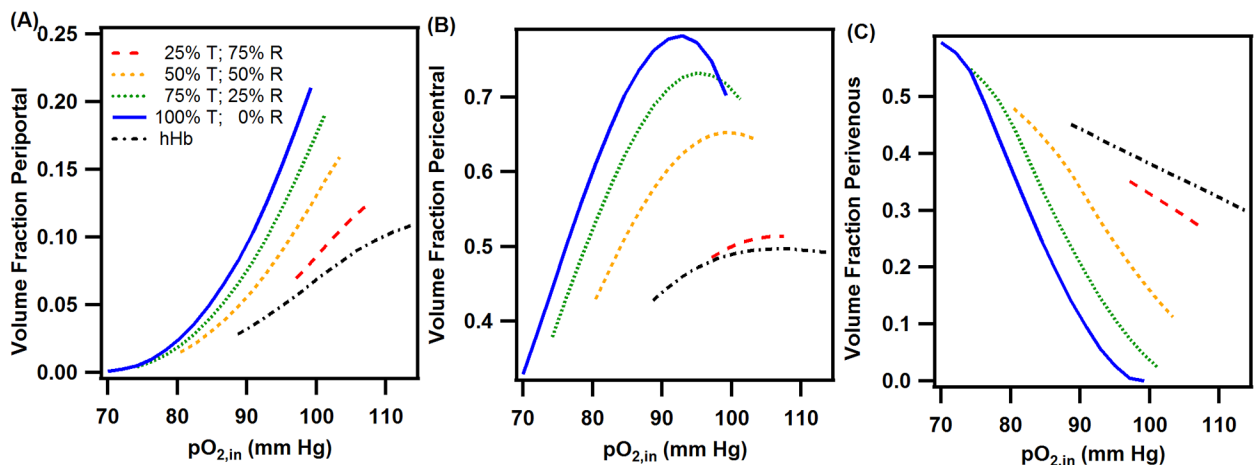 (A)
Volume Fraction Periportal
0.25
0.20
0.15
0.10
0.05
0.00
25% T; 75% R
50% T; 50% R
75% T; 25% R
100% T; 0% R
hHb
70 80 90 100 110
pO2,in (mm Hg)
(B)
Volume Fraction Pericentral
0.7
0.6
0.5
0.4
70 80 90 100 110
pO2,in (mm Hg)
(C)
Volume Fraction Perivenous
0.5
0.4
0.3
0.2
0.1
0.0
70 80 90 100 110
pO2,in (mm Hg)